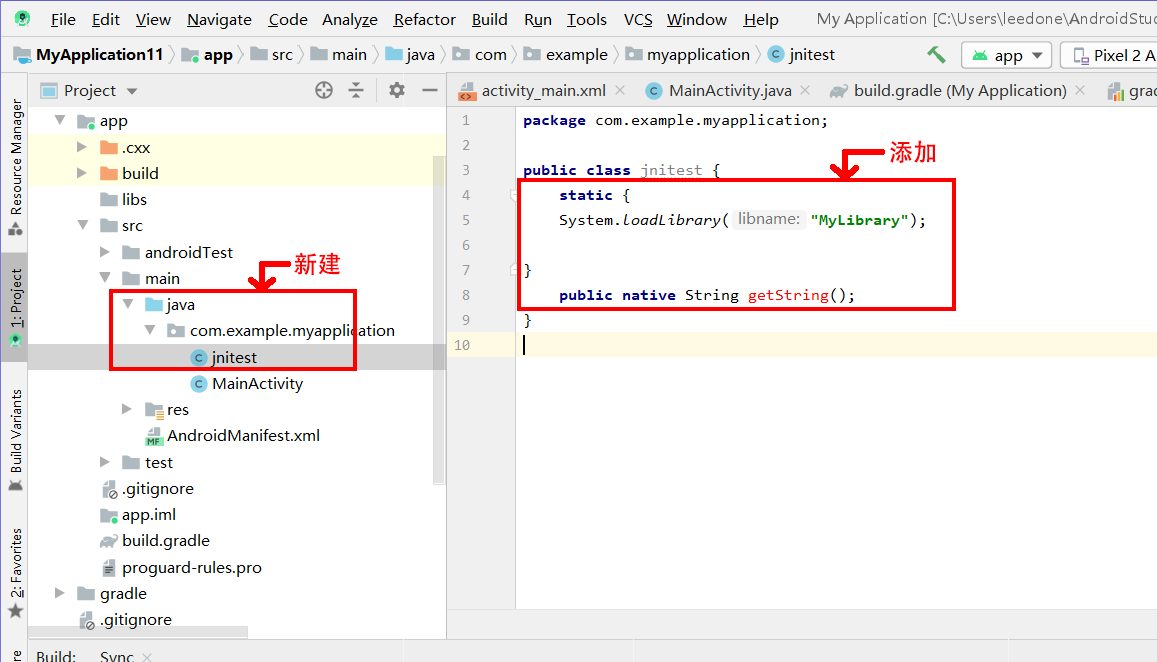 File Edit View Navigate Code Analyze Refactor Build Run Tools VCS Window Help My Application [C:\Users\leedone\AndroidStu
MyApplication11 app src main java com example myapplication jnitest app Pixel 2 A
Project
activity_main.xml MainActivity.java build.gradle (My Application) grad
Resource Manager
1: Project
Build Variants
2: Favorites
re
app
.cxx
build
libs
src
androidTest
main
新建
java
com.example.myapplication
jnitest
MainActivity
res
MF AndroidManifest.xml
test
.gitignore
app.iml
build.gradle
proguard-rules.pro
gradle
.gitignore
1 package com.example.myapplication;
2
添加
3 public class jnitest {
4 static {
5 System.loadLibrary( libname: "MyLibrary");
6
7 }
8 public native String getString();
9 }
10
Build: Sync